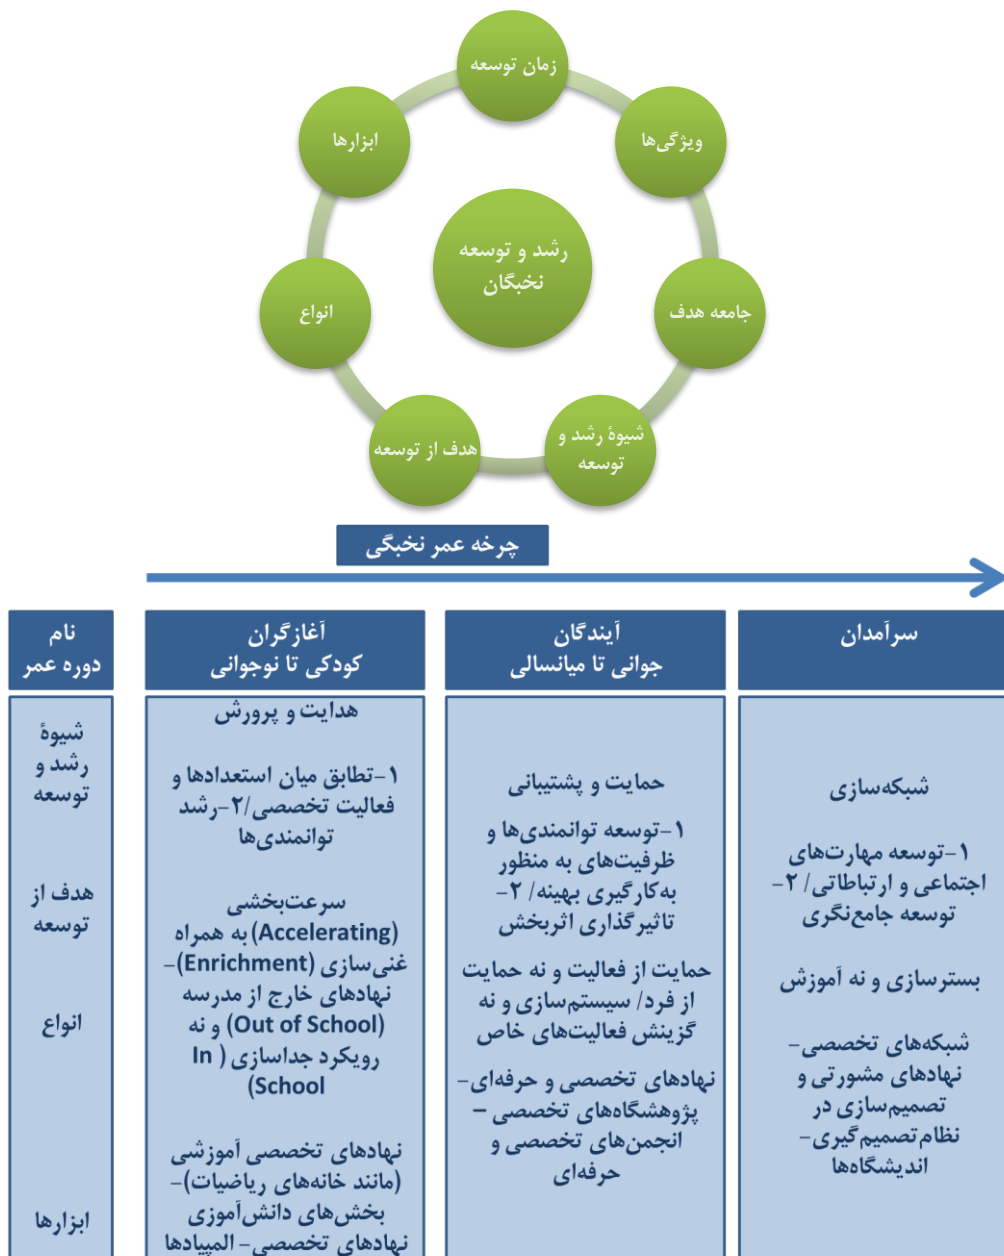 زمان توسعه
ویژگی‌ها
جامعه هدف
شیوهٔ رشد و
توسعه
هدف از توسعه
انواع
ابزارها
رشد و توسعه
نخبگان
چرخه عمر نخبگی
نام
دوره عمر
شیوهٔ
رشد و
توسعه
هدف از
توسعه
انواع
ابزارها
آغازگران
کودکی تا نوجوانی
هدایت و پرورش
۱-تطابق میان استعدادها و
فعالیت تخصصی/۲-رشد
توانمندی‌ها
سرعت‌بخشی
(Accelerating) به همراه
غنی‌سازی (Enrichment)-
نهادهای خارج از مدرسه
(Out of School) و نه
رویکرد جداسازی ( In
School)
نهادهای تخصصی آموزشی
(مانند خانه‌های ریاضیات)-
بخش‌های دانش‌آموزی
نهادهای تخصصی- المپیادها
آیندگان
جوانی تا میانسالی
حمایت و پشتیبانی
۱-توسعه توانمندی‌ها و
ظرفیت‌های به منظور
به‌کارگیری بهینه/ ۲-
تاثیرگذاری اثربخش
حمایت از فعالیت و نه حمایت
از فرد/ سیستم‌سازی و نه
گزینش فعالیت‌های خاص
نهادهای تخصصی و حرفه‌ای-
پژوهشگاه‌های تخصصی –
انجمن‌های تخصصی و
حرفه‌ای
سرآمدان
شبکه‌سازی
۱-توسعه مهارت‌های
اجتماعی و ارتباطاتی/ ۲-
توسعه جامع‌نگری
بسترسازی و نه آموزش
شبکه‌های تخصصی-
نهادهای مشورتی و
تصمیم‌سازی در
نظام‌تصمیم‌گیری-
اندیشگاه‌ها